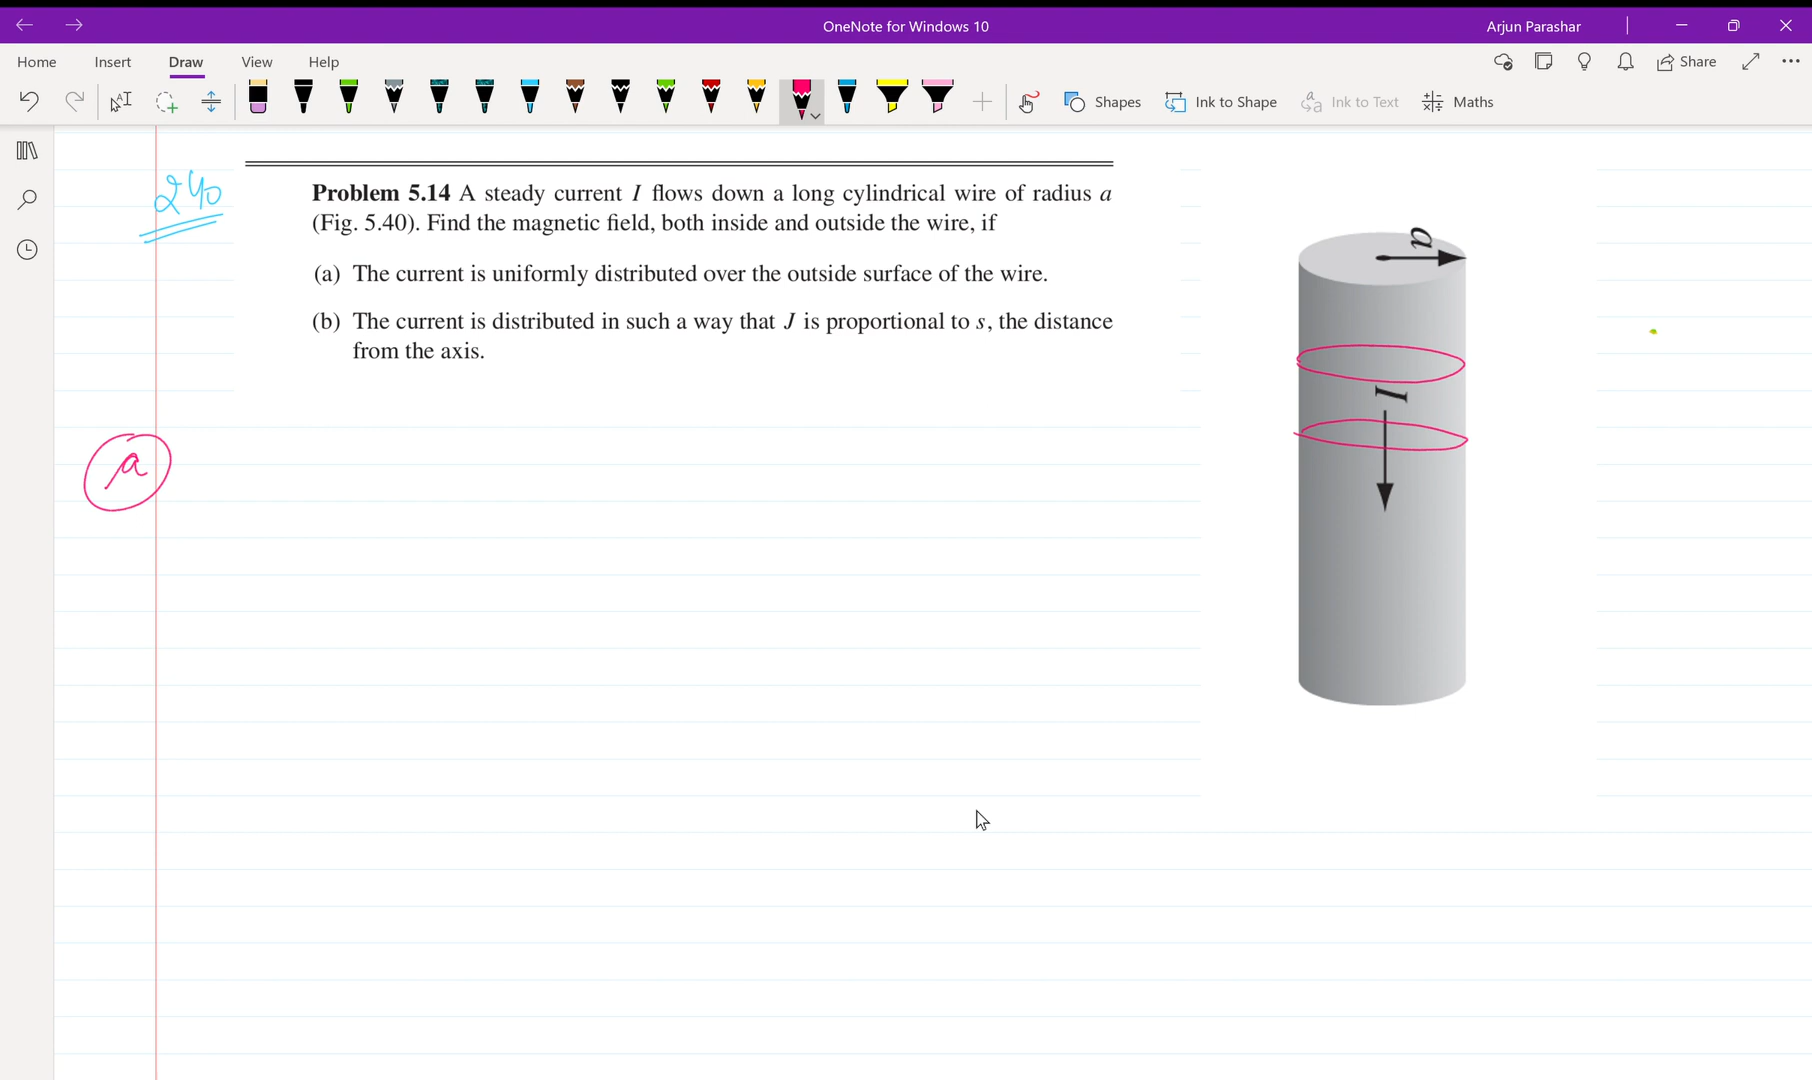 OneNote for Windows 10
Arjun Parashar
Home Insert Draw View Help
Share
Shapes Ink to Shape Ink to Text Maths
240
Problem 5.14 A steady current I flows down a long cylindrical wire of radius a
(Fig. 5.40). Find the magnetic field, both inside and outside the wire, if
(a) The current is uniformly distributed over the outside surface of the wire.
(b) The current is distributed in such a way that J is proportional to s, the distance
from the axis.
a
I
a